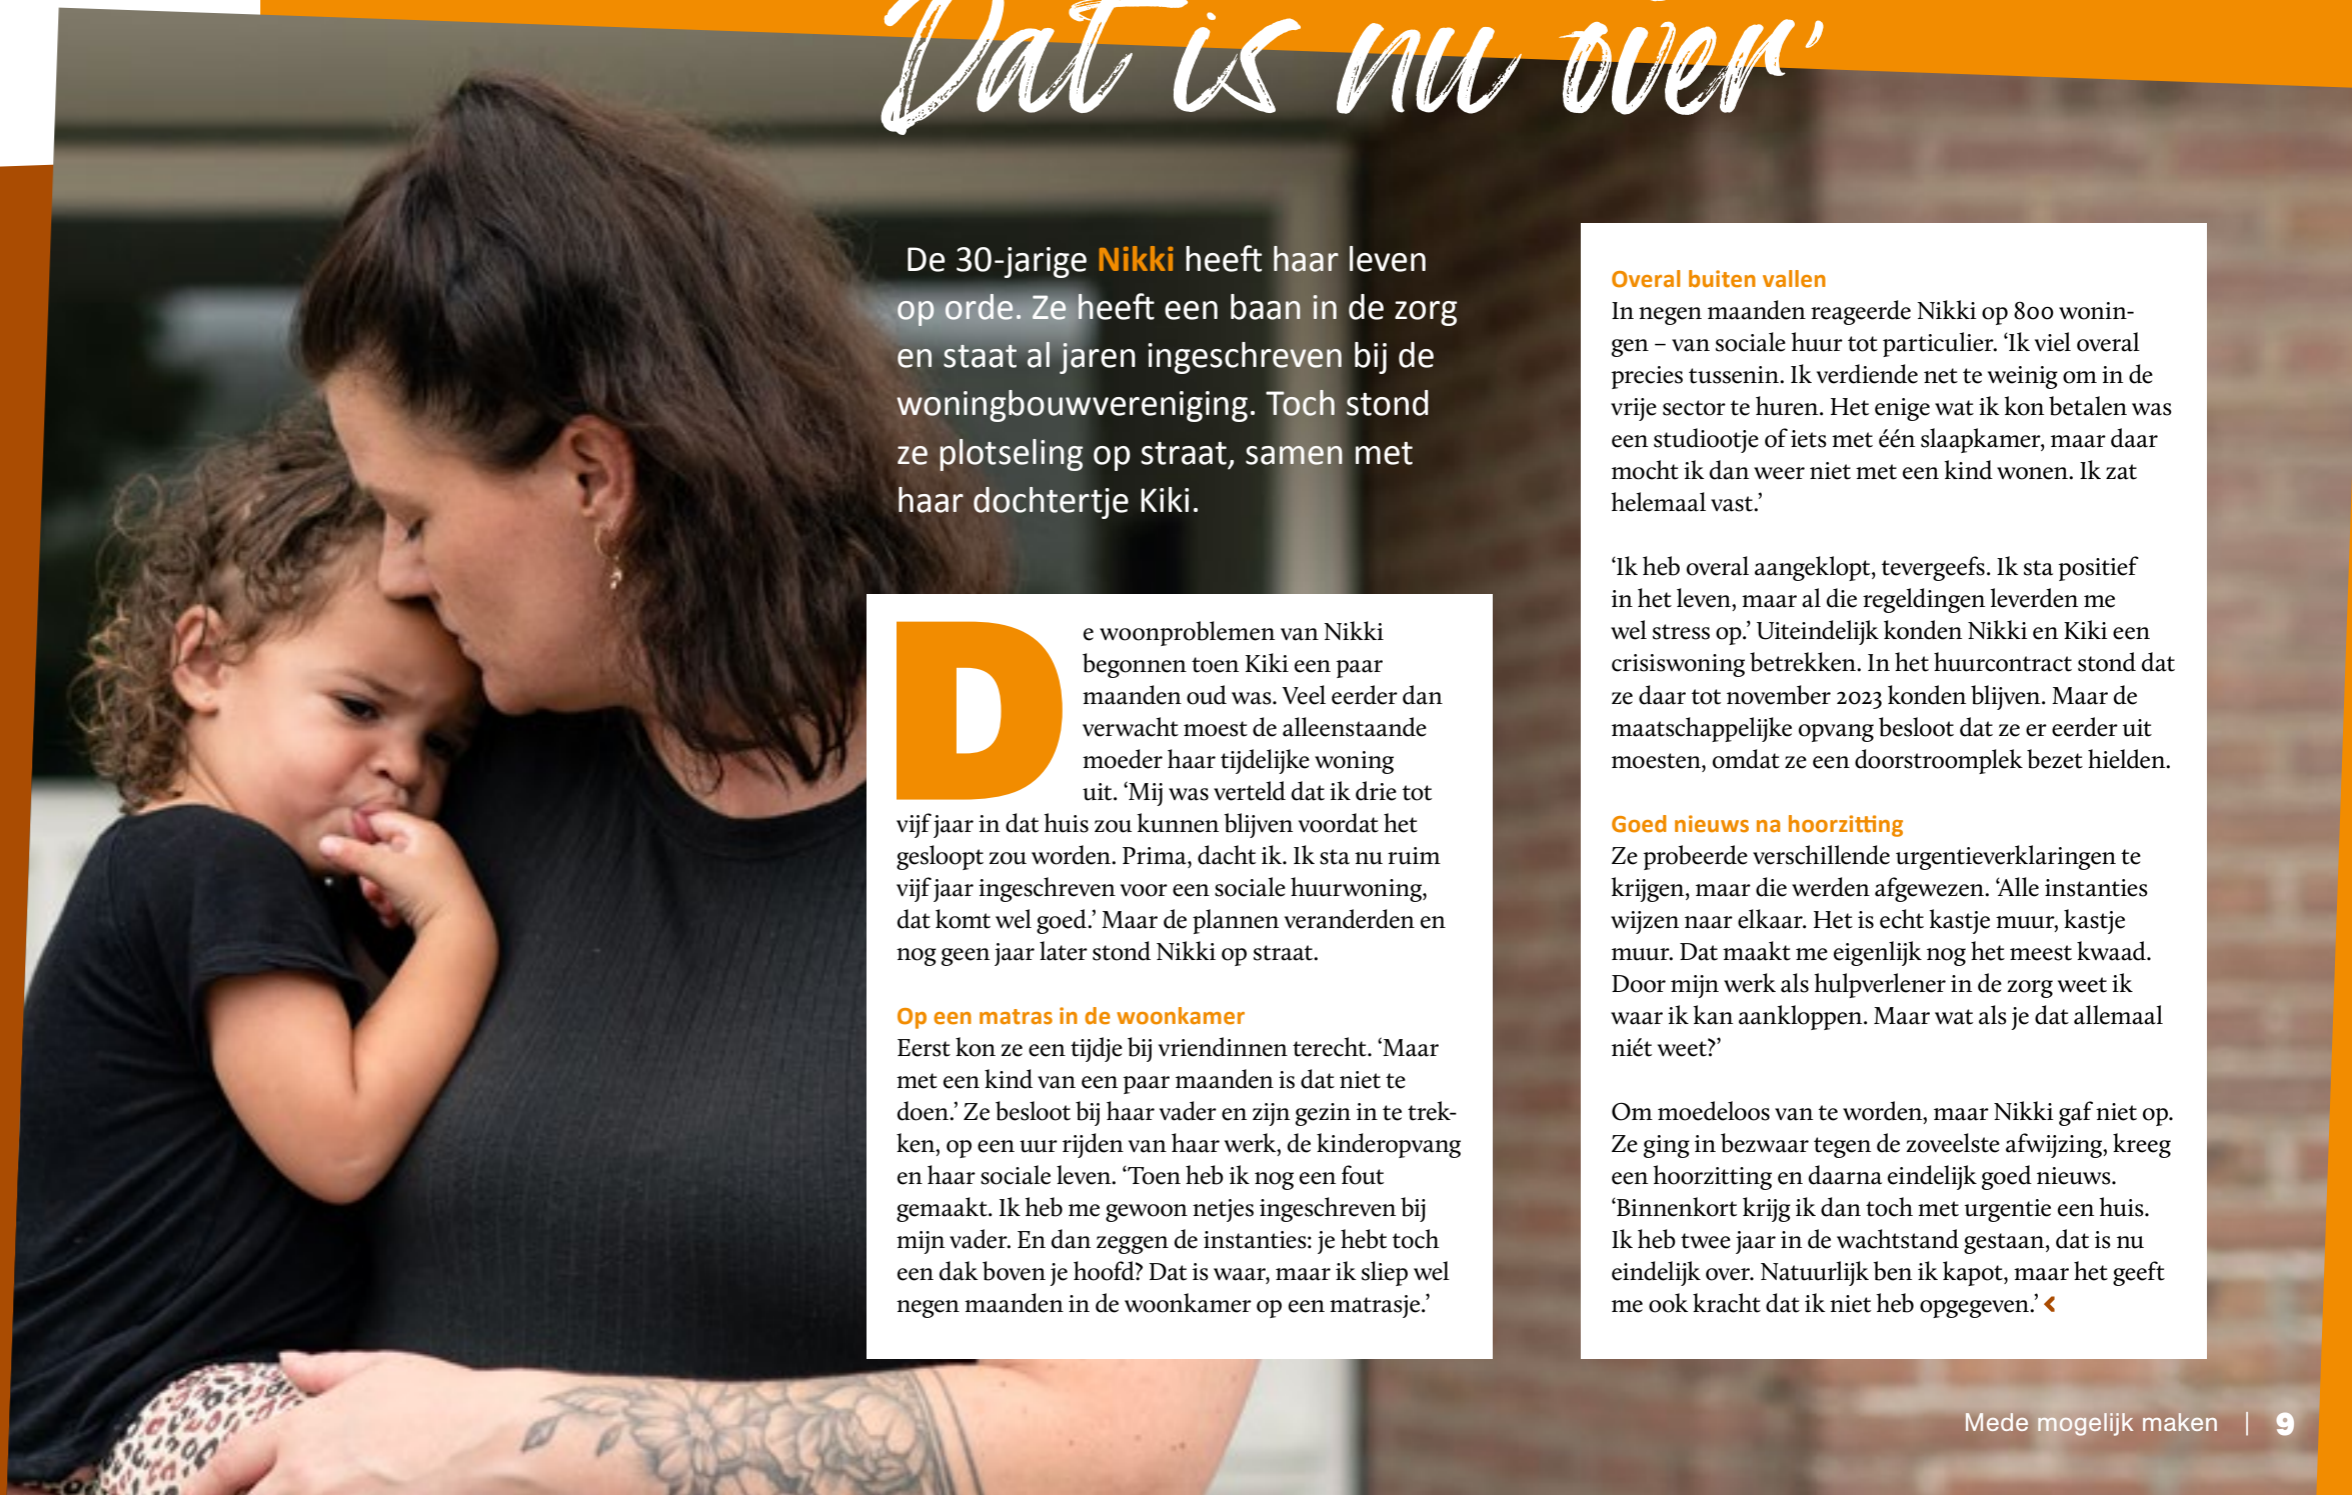 Dat is nu over’
De 30-jarige Nikki heeft haar leven
op orde. Ze heeft een baan in de zorg
en staat al jaren ingeschreven bij de
woningbouwvereniging. Toch stond
ze plotseling op straat, samen met
haar dochtertje Kiki.
De woonproblemen van Nikki
begonnen toen Kiki een paar
maanden oud was. Veel eerder dan
verwacht moest de alleenstaande
moeder haar tijdelijke woning
uit. ‘Mij was verteld dat ik drie tot
vijf jaar in dat huis zou kunnen blijven voordat het
gesloopt zou worden. Prima, dacht ik. Ik sta nu ruim
vijf jaar ingeschreven voor een sociale huurwoning,
dat komt wel goed.’ Maar de plannen veranderden en
nog geen jaar later stond Nikki op straat.
Op een matras in de woonkamer
Eerst kon ze een tijdje bij vriendinnen terecht. ‘Maar
met een kind van een paar maanden is dat niet te
doen.’ Ze besloot bij haar vader en zijn gezin in te trek-
ken, op een uur rijden van haar werk, de kinderopvang
en haar sociale leven. ‘Toen heb ik nog een fout
gemaakt. Ik heb me gewoon netjes ingeschreven bij
mijn vader. En dan zeggen de instanties: je hebt toch
een dak boven je hoofd? Dat is waar, maar ik sliep wel
negen maanden in de woonkamer op een matrasje.’
Overal buiten vallen
In negen maanden reageerde Nikki op 800 wonin-
gen – van sociale huur tot particulier. ‘Ik viel overal
precies tussenin. Ik verdiende net te weinig om in de
vrije sector te huren. Het enige wat ik kon betalen was
een studiootje of iets met één slaapkamer, maar daar
mocht ik dan weer niet met een kind wonen. Ik zat
helemaal vast.’
‘Ik heb overal aangeklopt, tevergeefs. Ik sta positief
in het leven, maar al die regeldingen leverden me
wel stress op.’ Uiteindelijk konden Nikki en Kiki een
crisiswoning betrekken. In het huurcontract stond dat
ze daar tot november 2023 konden blijven. Maar de
maatschappelijke opvang besloot dat ze er eerder uit
moesten, omdat ze een doorstroomplek bezet hielden.
Goed nieuws na hoorzitting
Ze probeerde verschillende urgentieverklaringen te
krijgen, maar die werden afgewezen. ‘Alle instanties
wijzen naar elkaar. Het is echt kastje muur, kastje
muur. Dat maakt me eigenlijk nog het meest kwaad.
Door mijn werk als hulpverlener in de zorg weet ik
waar ik kan aankloppen. Maar wat als je dat allemaal
niét weet?’
Om moedeloos van te worden, maar Nikki gaf niet op.
Ze ging in bezwaar tegen de zoveelste afwijzing, kreeg
een hoorzitting en daarna eindelijk goed nieuws.
‘Binnenkort krijg ik dan toch met urgentie een huis.
Ik heb twee jaar in de wachtstand gestaan, dat is nu
eindelijk over. Natuurlijk ben ik kapot, maar het geeft
me ook kracht dat ik niet heb opgegeven.’ <
Mede mogelijk maken | 9